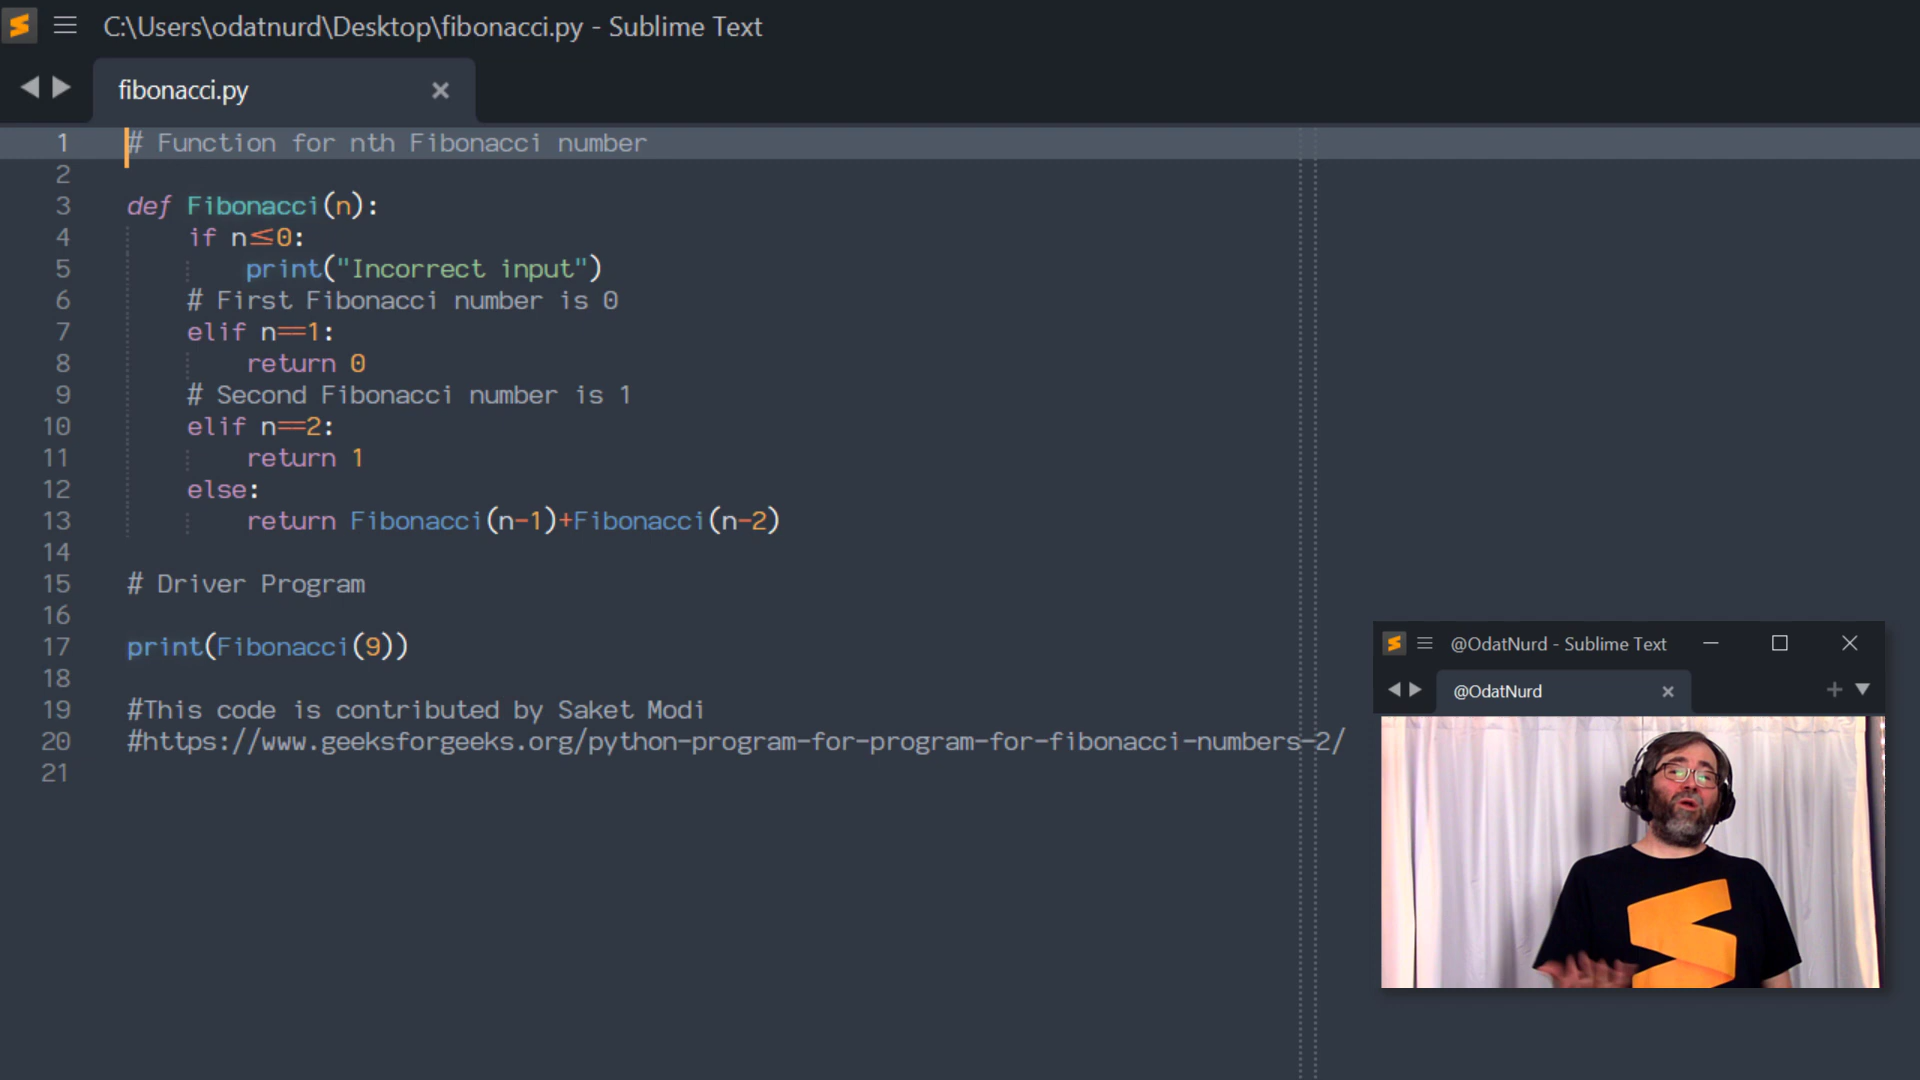 C:\Users\odatnurd\Desktop\fibonacci.py - Sublime Text
fibonacci.py
1 # Function for nth Fibonacci number
2
3 def Fibonacci(n):
4     if n≤0:
5         print("Incorrect input")
6     # First Fibonacci number is 0
7     elif n==1:
8         return 0
9     # Second Fibonacci number is 1
10     elif n==2:
11         return 1
12     else:
13         return Fibonacci(n-1)+Fibonacci(n-2)
14
15 # Driver Program
16
17 print(Fibonacci(9))
18
19 #This code is contributed by Saket Modi
20 #https://www.geeksforgeeks.org/python-program-for-program-for-fibonacci-numbers-2/
21
@OdatNurd - Sublime Text
@OdatNurd